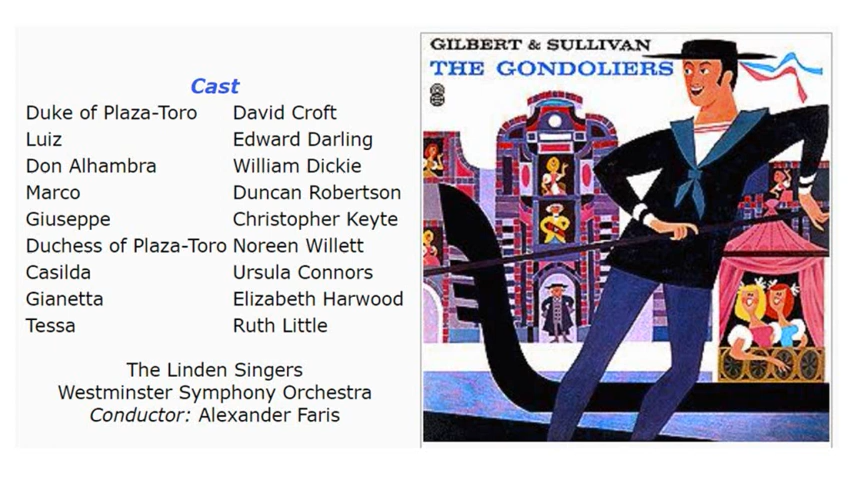 Cast
Duke of Plaza-Toro David Croft
Luiz Edward Darling
Don Alhambra William Dickie
Marco Duncan Robertson
Giuseppe Christopher Keyte
Duchess of Plaza-Toro Noreen Willett
Casilda Ursula Connors
Gianetta Elizabeth Harwood
Tessa Ruth Little
The Linden Singers
Westminster Symphony Orchestra
Conductor: Alexander Faris
GILBERT & SULLIVAN
THE GONDOLIERS